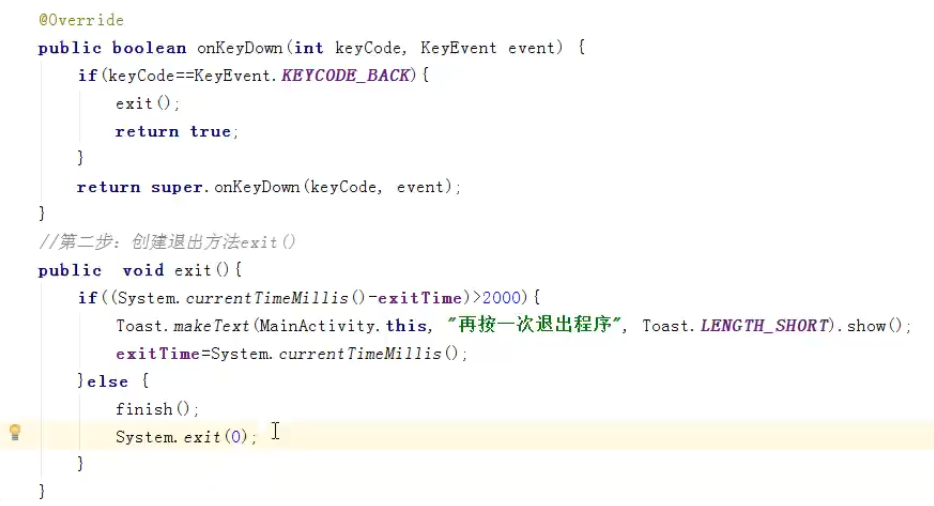 @Override
public boolean onKeyDown(int keyCode, KeyEvent event) {
if(keyCode==KeyEvent.KEYCODE_BACK){
exit();
return true;
}
return super.onKeyDown(keyCode, event);
}
//第二步：创建退出方法exit()
public  void exit(){
if((System.currentTimeMillis()-exitTime)>2000){
Toast.makeText(MainActivity.this, "再按一次退出程序", Toast.LENGTH_SHORT).show();
exitTime=System.currentTimeMillis();
}else {
finish();
System.exit(0);
}
}